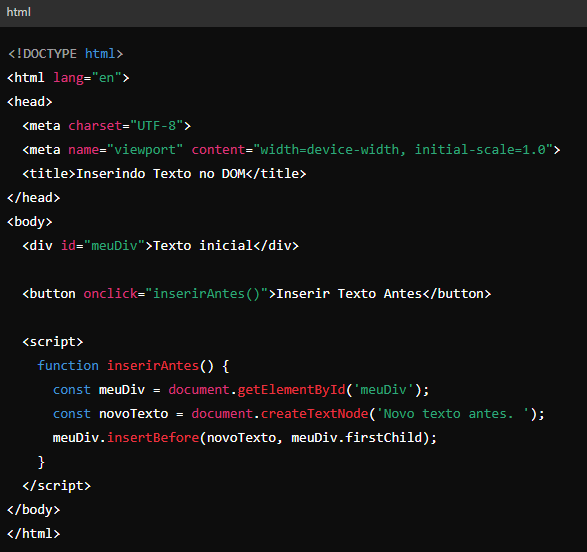 html
<!DOCTYPE html>
<html lang="en">
<head>
  <meta charset="UTF-8">
  <meta name="viewport" content="width=device-width, initial-scale=1.0">
  <title>Inserindo Texto no DOM</title>
</head>
<body>
  <div id="meuDiv">Texto inicial</div>

  <button onclick="inserirAntes()">Inserir Texto Antes</button>

  <script>
    function inserirAntes() {
      const meuDiv = document.getElementById('meuDiv');
      const novoTexto = document.createTextNode('Novo texto antes. ');
      meuDiv.insertBefore(novoTexto, meuDiv.firstChild);
    }
  </script>
</body>
</html>